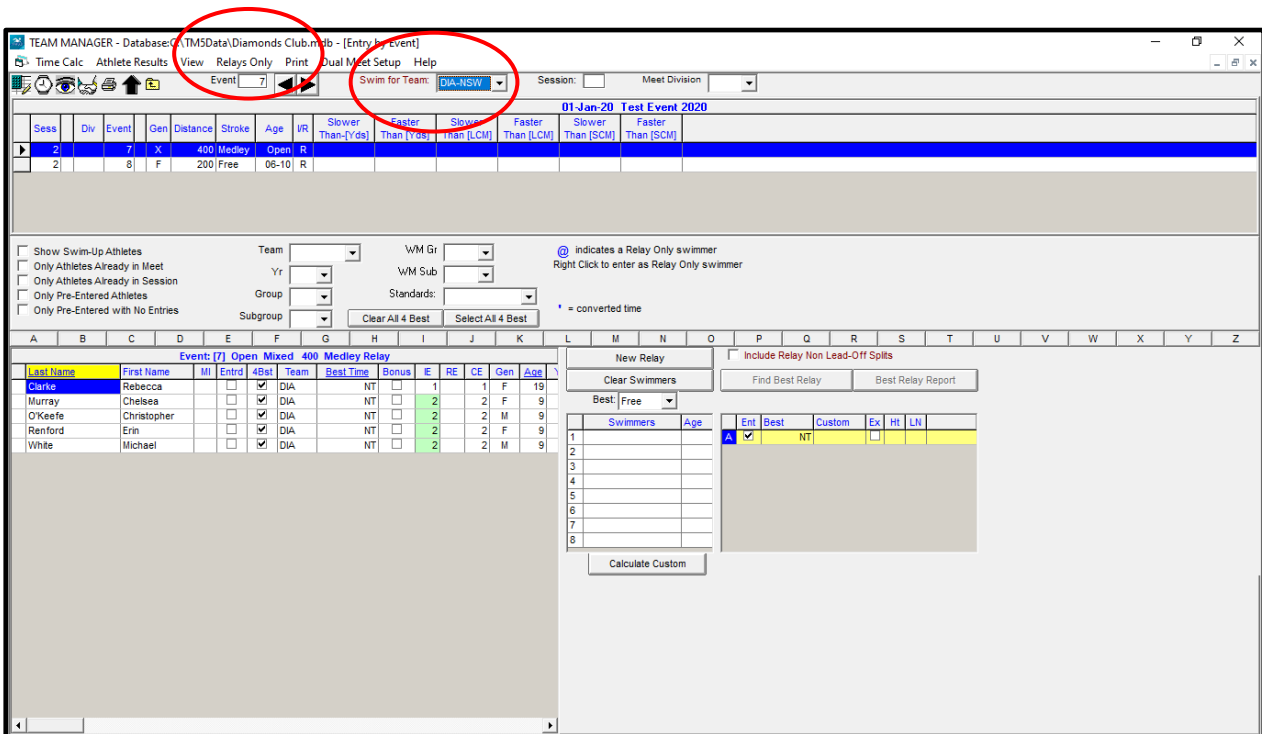 TEAM MANAGER - Database:C:\TM5Data\Diamonds Club.mdb - [Entry by Event]
Time Calc Athlete Results View Relays Only Print Dual Meet Setup Help
Event 7 Swim for Team: DIA-NSW Session: Meet Division
01-Jan-20 Test Event 2020
Sess Div Event Gen Distance Stroke Age I/R Slower Than-[Yds] Faster Than [Yds] Slower Than [LCM] Faster Than [LCM] Slower Than [SCM] Faster Than [SCM]
2 7 X 400 Medley Open R
2 8 F 200 Free 06-10 R
Show Swim-Up Athletes Team WM Gr @ indicates a Relay Only swimmer
Only Athletes Already in Meet Right Click to enter as Relay Only swimmer
Only Athletes Already in Session Yr WM Sub
Only Pre-Entered Athletes Group Standards:
Only Pre-Entered with No Entries * = converted time
Subgroup Clear All 4 Best Select All 4 Best
A B C D E F G H I J K L M N O P Q R S T U V W X Y Z
Event: [7] Open Mixed 400 Medley Relay New Relay Include Relay Non Lead-Off Splits
Last Name First Name MI Entrd 4Bst Team Best Time Bonus IE RE CE Gen Age Y
Clarke Rebecca DIA NT 1 1 F 19 Clear Swimmers Find Best Relay Best Relay Report
Murray Chelsea DIA NT 2 2 F 9 Best: Free
O'Keefe Christopher DIA NT 2 2 M 9 Swimmers Age Ent Best Custom Ex Ht LN
Renford Erin DIA NT 2 2 F 9 1 A NT
White Michael DIA NT 2 2 M 9 2
3
4
5
6
7
8
Calculate Custom